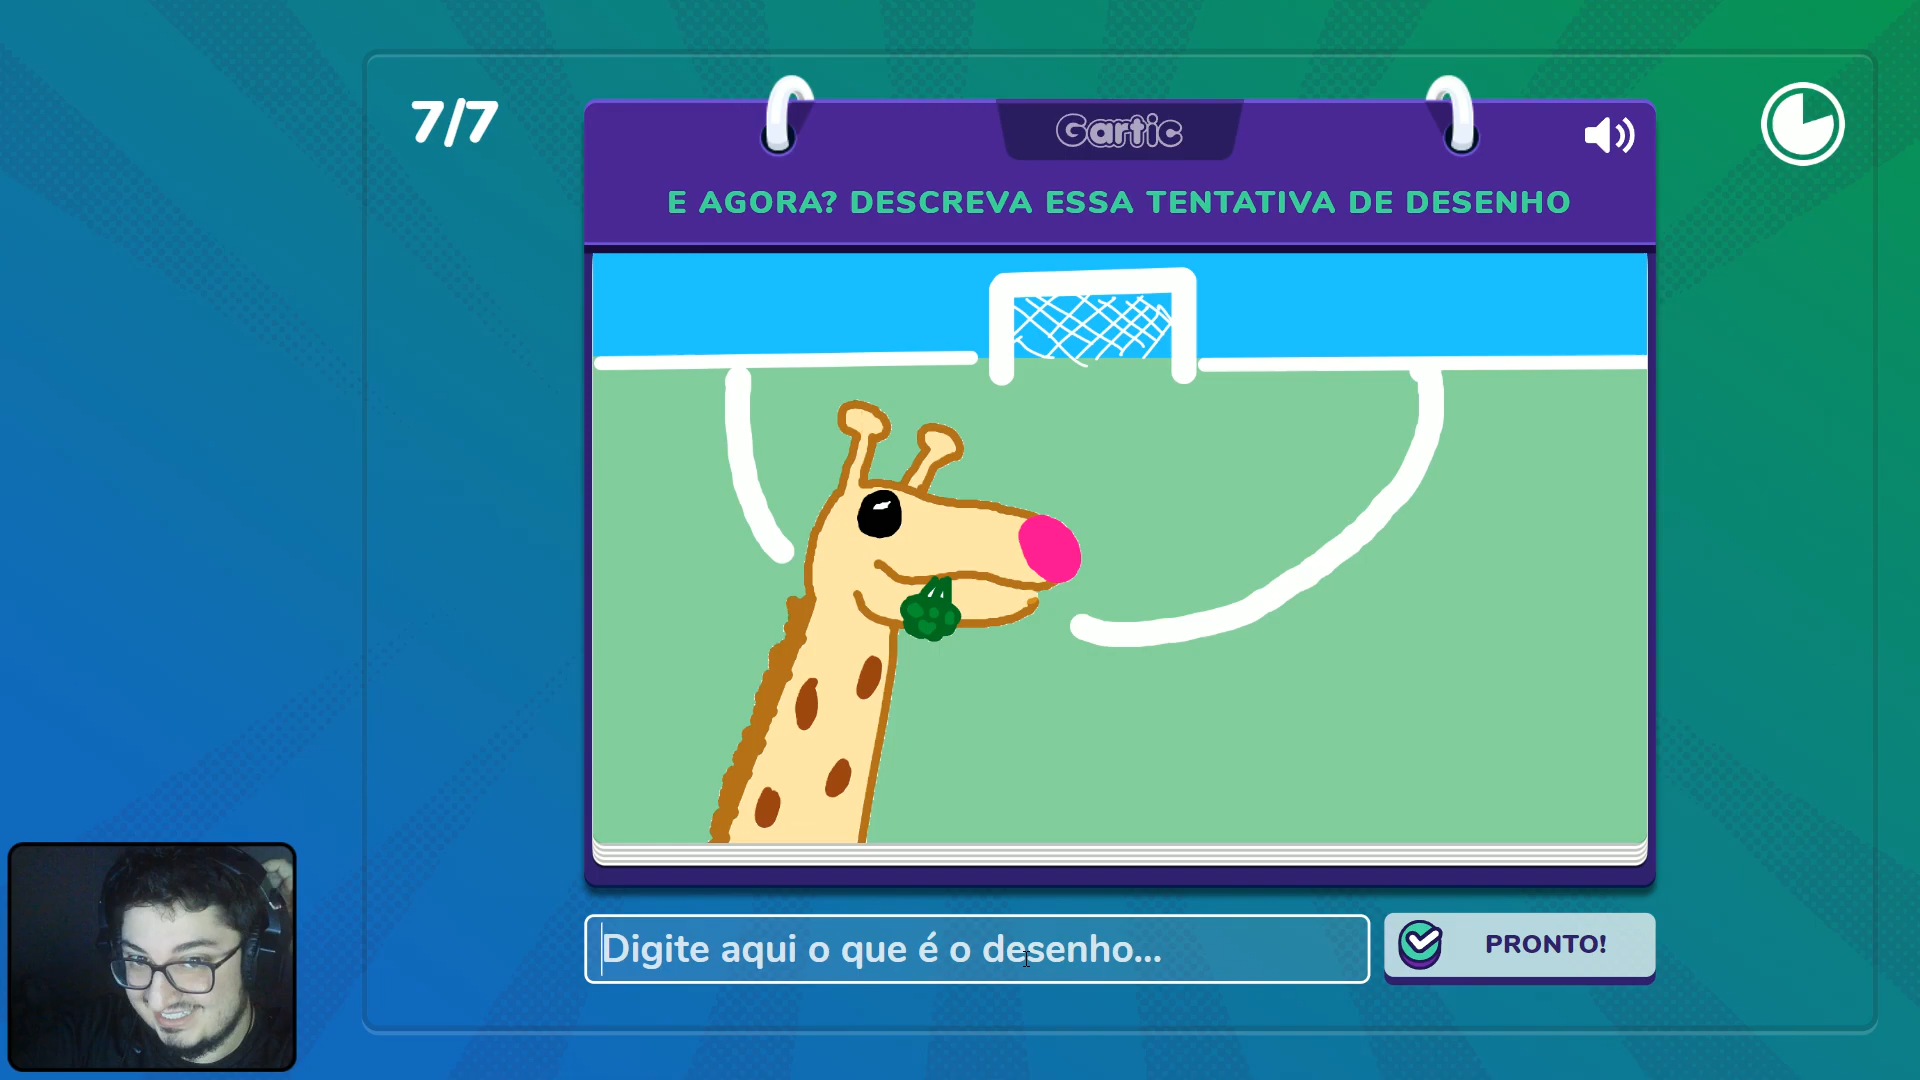 7/7
Gartic
E AGORA? DESCREVA ESSA TENTATIVA DE DESENHO
Digite aqui o que é o desenho...
PRONTO!